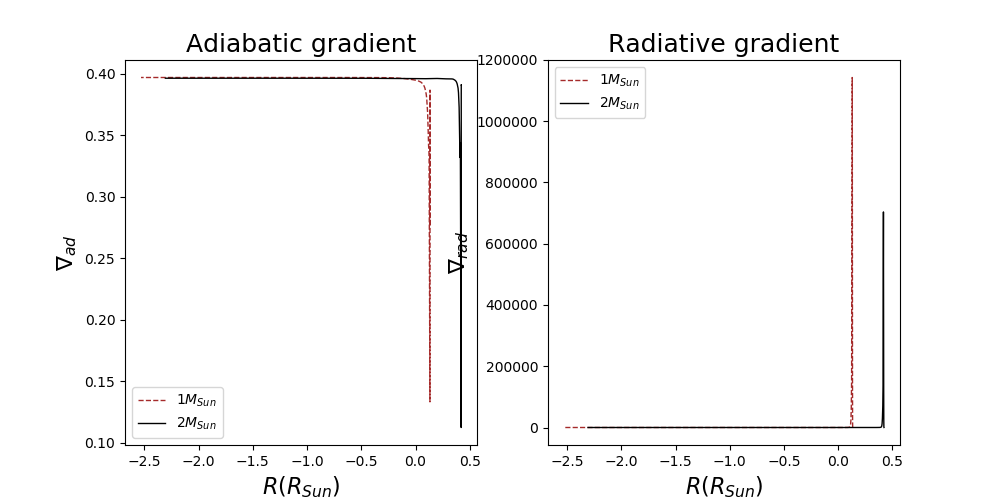 Adiabatic gradient
0.40
0.35
0.30
0.25
0.20
0.15
0.10
∇ad
1MSun
2MSun
−2.5 −2.0 −1.5 −1.0 −0.5 0.0 0.5
R(RSun)
Radiative gradient
1200000
1000000
800000
600000
400000
200000
0
∇rad
1MSun
2MSun
−2.5 −2.0 −1.5 −1.0 −0.5 0.0 0.5
R(RSun)